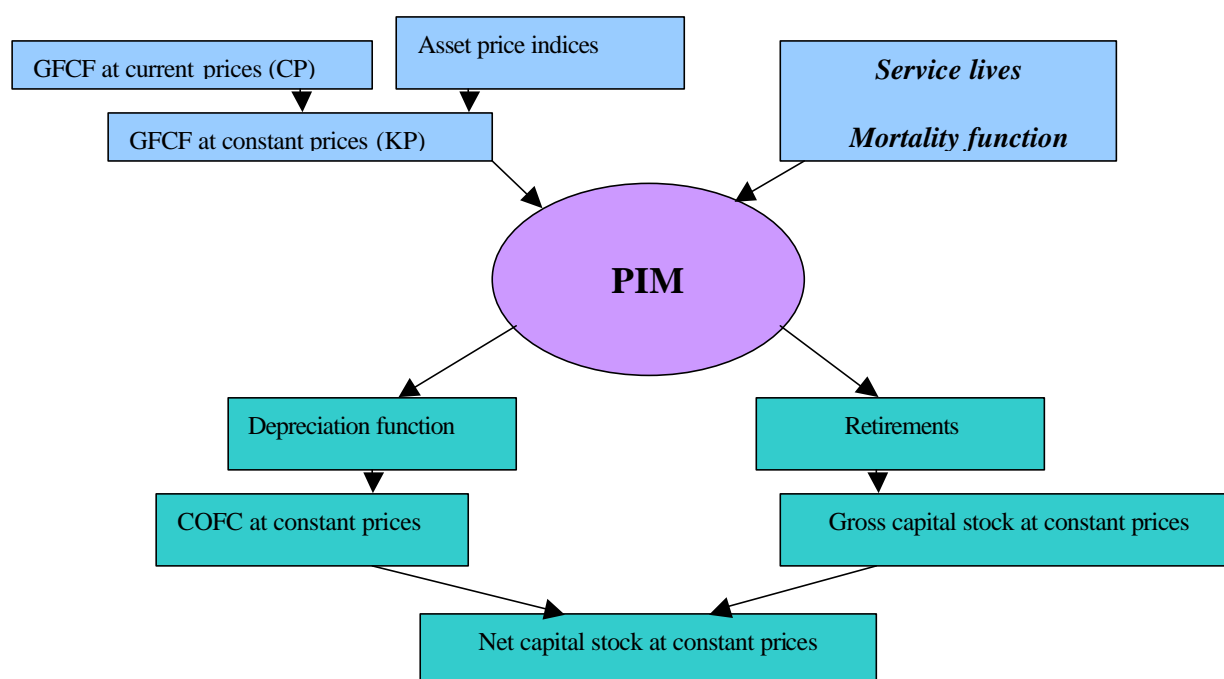 Asset price indices
GFCF at current prices (CP)
Service lives
Mortality function
GFCF at constant prices (KP)
PIM
Depreciation function
Retirements
COFC at constant prices
Gross capital stock at constant prices
Net capital stock at constant prices